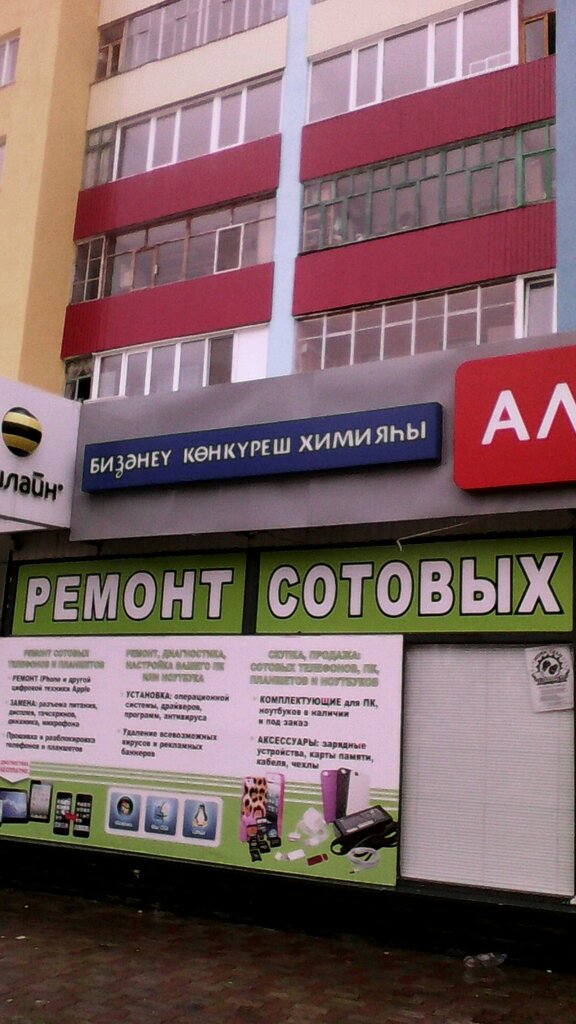 БИҘӘНЕҮ КӨНКҮРЕШ ХИМИЯҺЫ
РЕМОНТ СОТОВЫХ
РЕМОНТ СОТОВЫХ
ТЕЛЕФОНОВ И ПЛАНШЕТОВ
• РЕМОНТ iPhone и другой
цифровой техники Apple
• ЗАМЕНА: разъема питания,
дисплея, тачскрина,
динамика, микрофона
• Прошивка и разблокировка
телефонов и планшетов
ДИАГНОСТИКА
БЕСПЛАТНО
РЕМОНТ, ДИАГНОСТИКА,
НАСТРОЙКА ВАШЕГО ПК
ИЛИ НОУТБУКА
• УСТАНОВКА: операционной
системы, драйверов,
программ, антивируса
• Удаление всевозможных
вирусов и рекламных
баннеров
СКУПКА, ПРОДАЖА:
СОТОВЫХ ТЕЛЕФОНОВ, ПК,
ПЛАНШЕТОВ И НОУТБУКОВ
• КОМПЛЕКТУЮЩИЕ для ПК,
ноутбуков в наличии
и под заказ
• АКСЕССУАРЫ: зарядные
устройства, карты памяти,
кабеля, чехлы